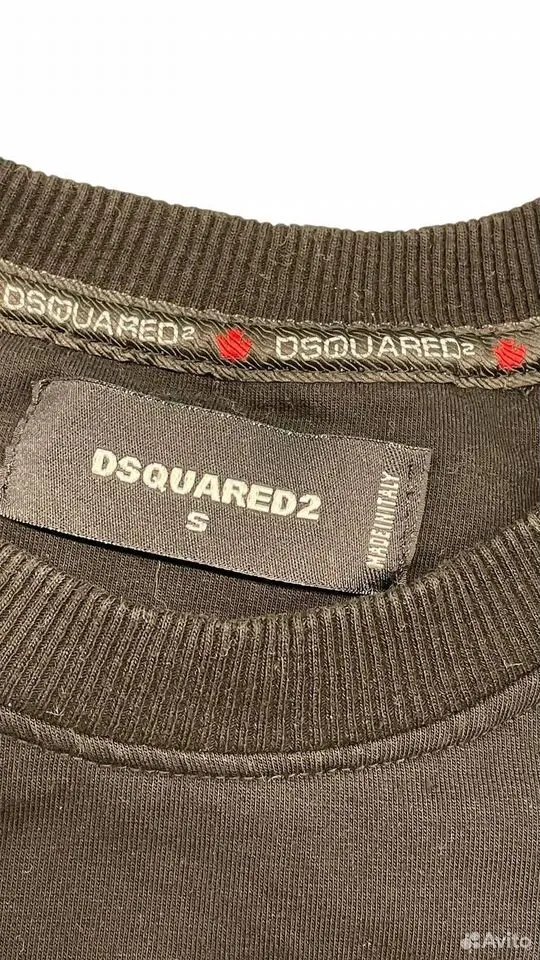 DSQUARED²
DSQUARED²
DSQUARED2
S
MADE IN ITALY
Avito